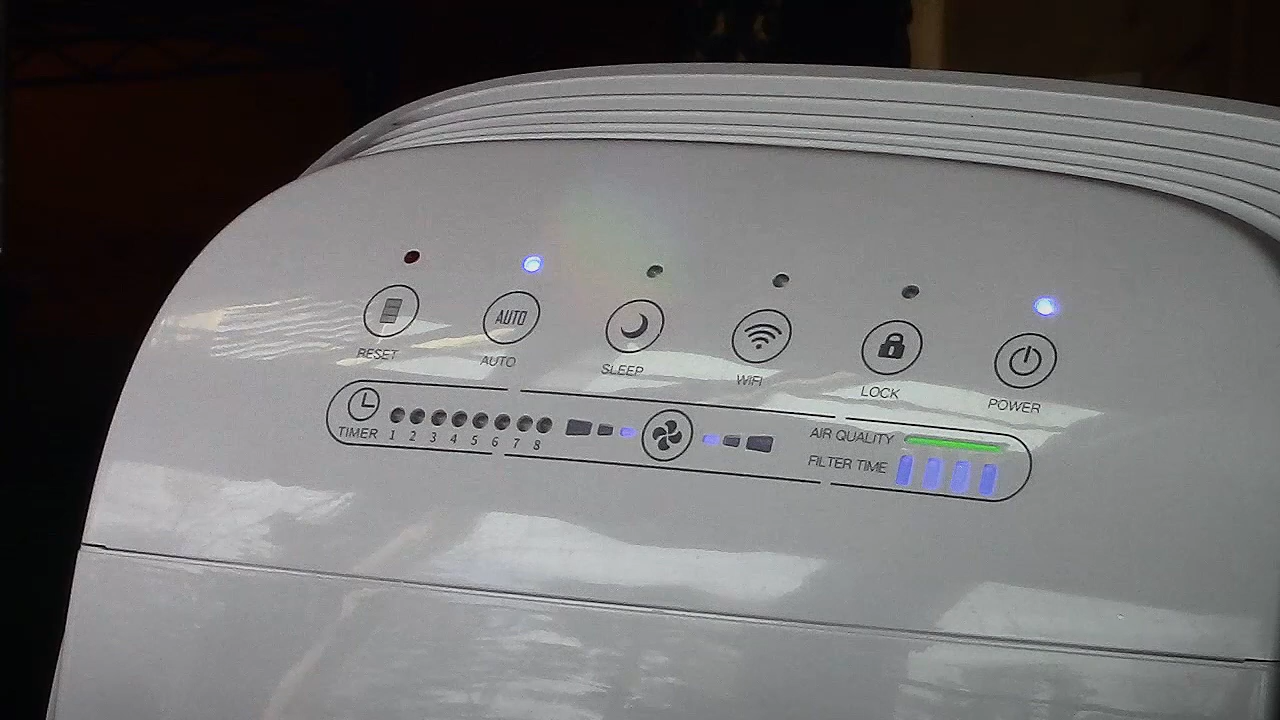 AUTO
RESET AUTO SLEEP WiFi LOCK POWER
TIMER 1 2 3 4 5 6 7 8
AIR QUALITY
FILTER TIME